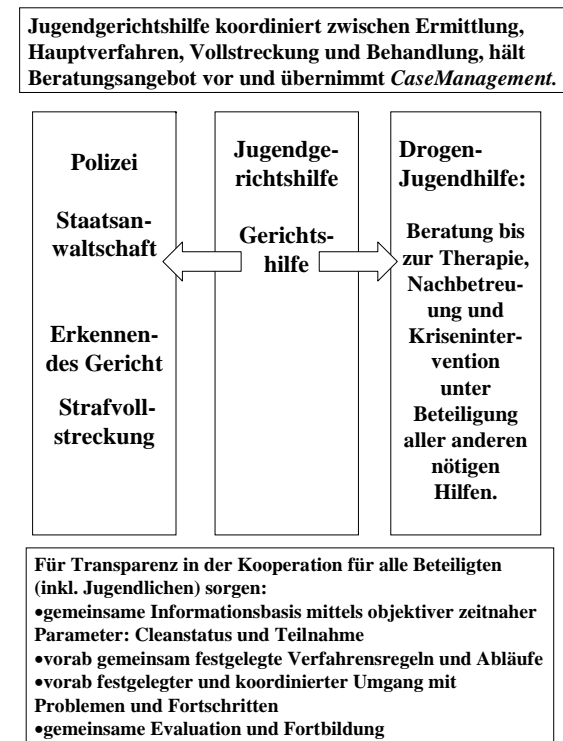 Jugendgerichtshilfe koordiniert zwischen Ermittlung,
Hauptverfahren, Vollstreckung und Behandlung, hält
Beratungsangebot vor und übernimmt CaseManagement.
Polizei
Staatsan-
waltschaft
Erkennen-
des Gericht
Strafvoll-
streckung
Jugendge-
richtshilfe
Gerichts-
hilfe
Drogen-
Jugendhilfe:
Beratung bis
zur Therapie,
Nachbetreu-
ung und
Kriseninter-
vention
unter
Beteiligung
aller anderen
nötigen
Hilfen.
Für Transparenz in der Kooperation für alle Beteiligten
(inkl. Jugendlichen) sorgen:
•gemeinsame Informationsbasis mittels objektiver zeitnaher
Parameter: Cleanstatus und Teilnahme
•vorab gemeinsam festgelegte Verfahrensregeln und Abläufe
•vorab festgelegter und koordinierter Umgang mit
Problemen und Fortschritten
•gemeinsame Evaluation und Fortbildung